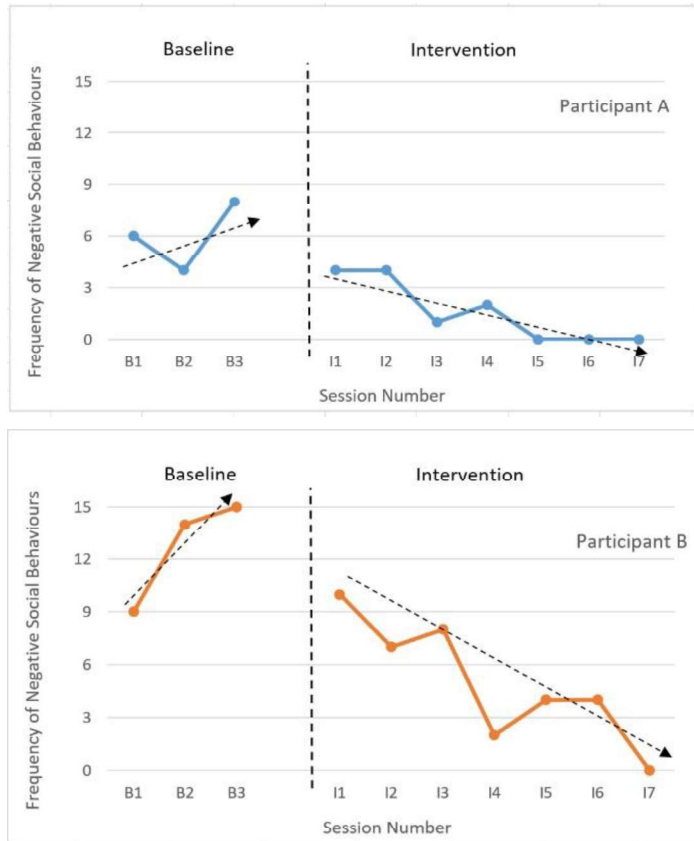 Baseline Intervention
Participant A
Frequency of Negative Social Behaviours
15
12
9
6
3
0
B1 B2 B3 I1 I2 I3 I4 I5 I6 I7
Session Number
Baseline Intervention
Participant B
Frequency of Negative Social Behaviours
15
12
9
6
3
0
B1 B2 B3 I1 I2 I3 I4 I5 I6 I7
Session Number